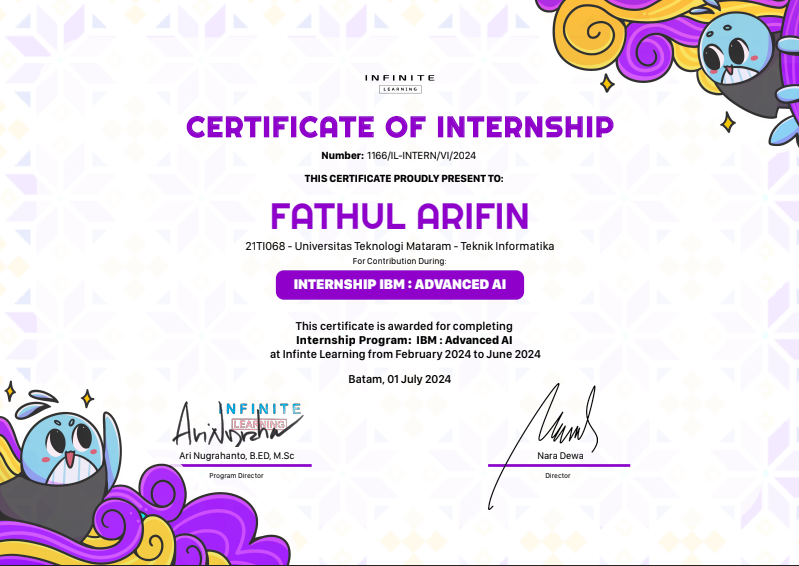 INFINITE
LEARNING
CERTIFICATE OF INTERNSHIP
Number: 1166/IL-INTERN/VI/2024
THIS CERTIFICATE PROUDLY PRESENT TO:
FATHUL ARIFIN
21TI068 - Universitas Teknologi Mataram - Teknik Informatika
For Contribution During:
INTERNSHIP IBM : ADVANCED AI
This certificate is awarded for completing
Internship Program: IBM : Advanced AI
at Infinte Learning from February 2024 to June 2024
Batam, 01 July 2024
INFINITE
LEARNING
Ari Nugrahanto, B.ED, M.Sc
Program Director
Nara Dewa
Director